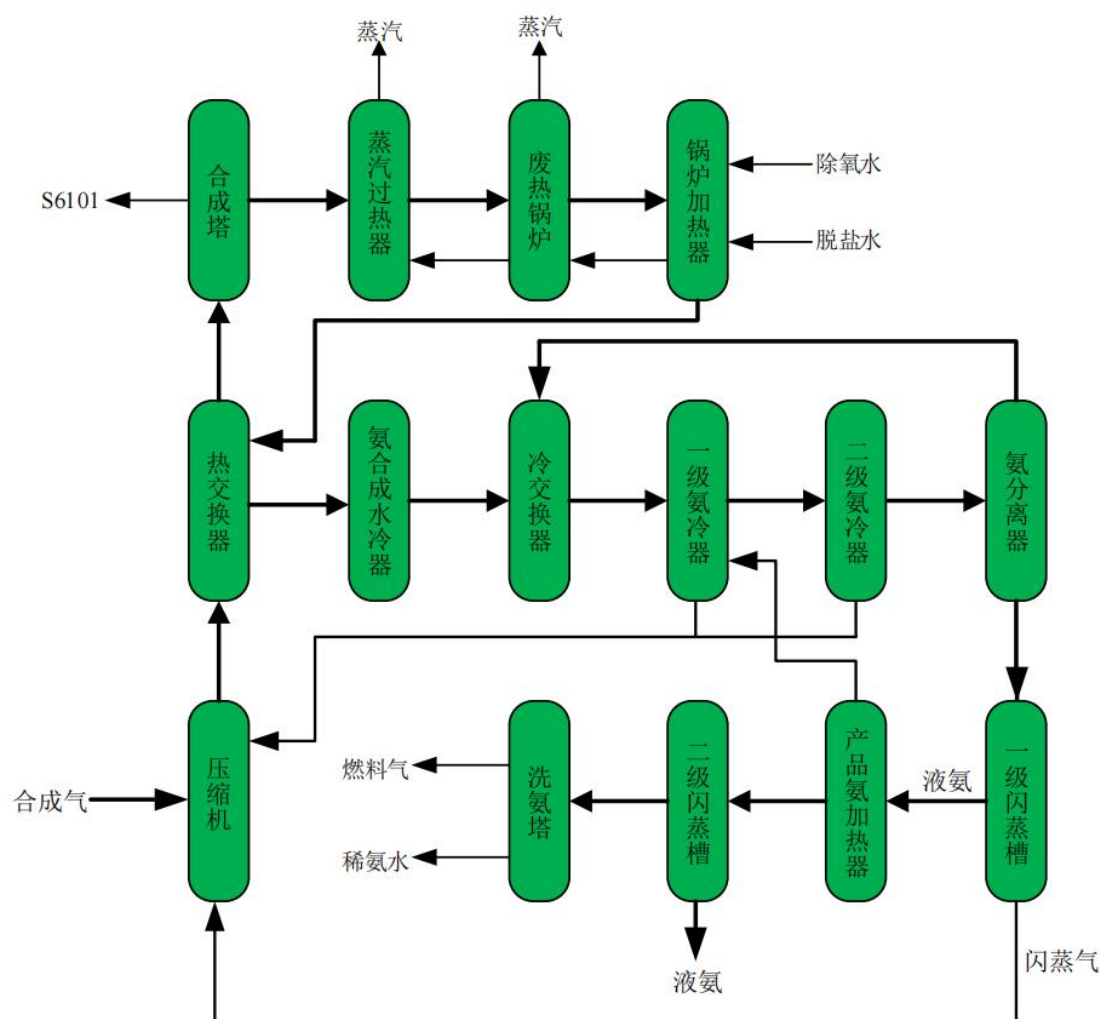 蒸汽
蒸汽
合成塔
蒸汽过热器
废热锅炉
锅炉加热器
除氧水
S6101
脱盐水
热交换器
氨合成水冷器
冷交换器
一级氨冷器
二级氨冷器
氨分离器
合成气
压缩机
燃料气
稀氨水
洗氨塔
二级闪蒸槽
产品氨加热器
液氨
一级闪蒸槽
液氨
闪蒸气